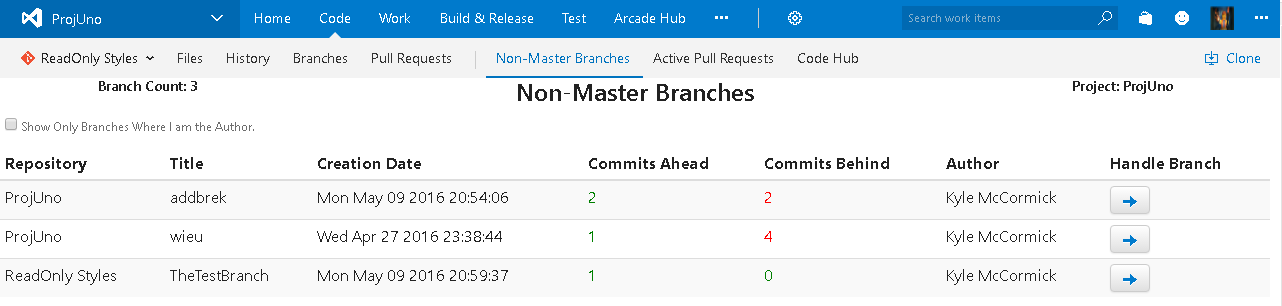 ProjUno Home Code Work Build & Release Test Arcade Hub ••• Search work items •••
ReadOnly Styles Files History Branches Pull Requests Non-Master Branches Active Pull Requests Code Hub Clone
Branch Count: 3 Non-Master Branches Project: ProjUno
Show Only Branches Where I am the Author.
Repository Title Creation Date Commits Ahead Commits Behind Author Handle Branch
ProjUno addbrek Mon May 09 2016 20:54:06 2 2 Kyle McCormick
ProjUno wieu Wed Apr 27 2016 23:38:44 1 4 Kyle McCormick
ReadOnly Styles TheTestBranch Mon May 09 2016 20:59:37 1 0 Kyle McCormick